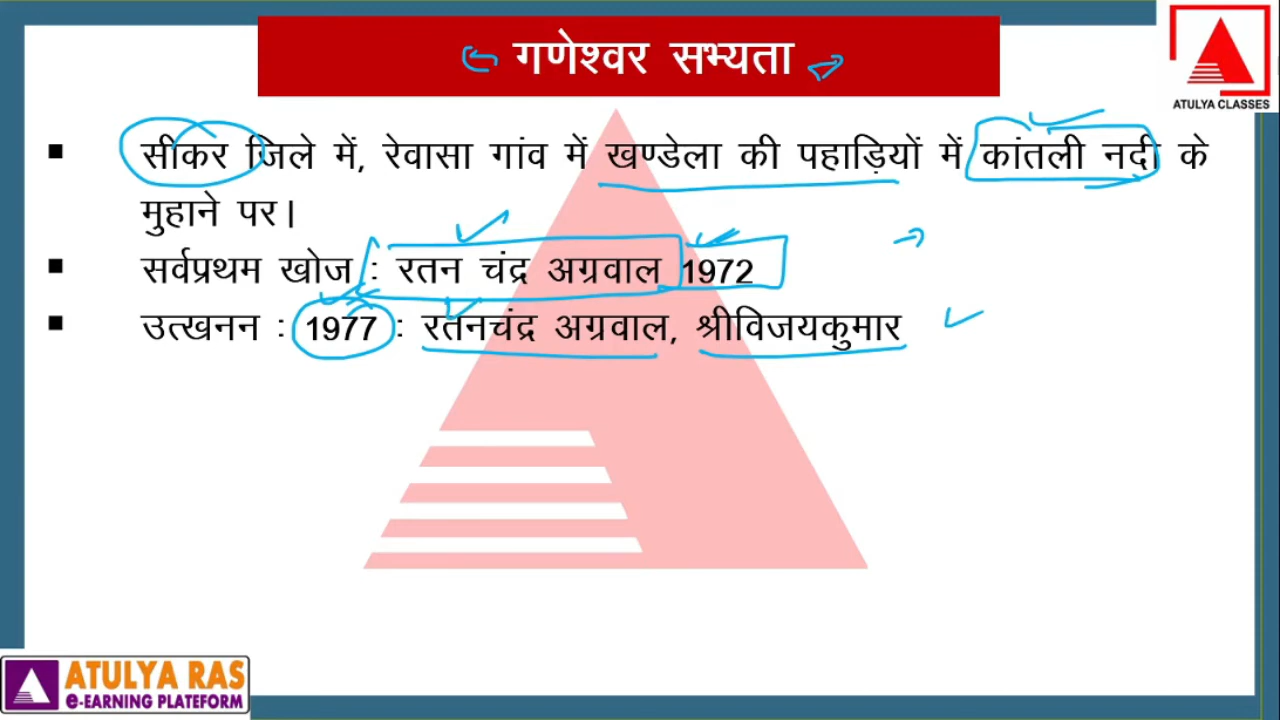 गणेश्वर सभ्यता
ATULYA CLASSES
सीकर जिले में, रेवासा गांव में खण्डेला की पहाड़ियों में कांतली नदी के
मुहाने पर।
सर्वप्रथम खोज : रतन चंद्र अग्रवाल 1972
उत्खनन : 1977 : रतनचंद्र अग्रवाल, श्रीविजयकुमार
ATULYA RAS
e-EARNING PLATEFORM